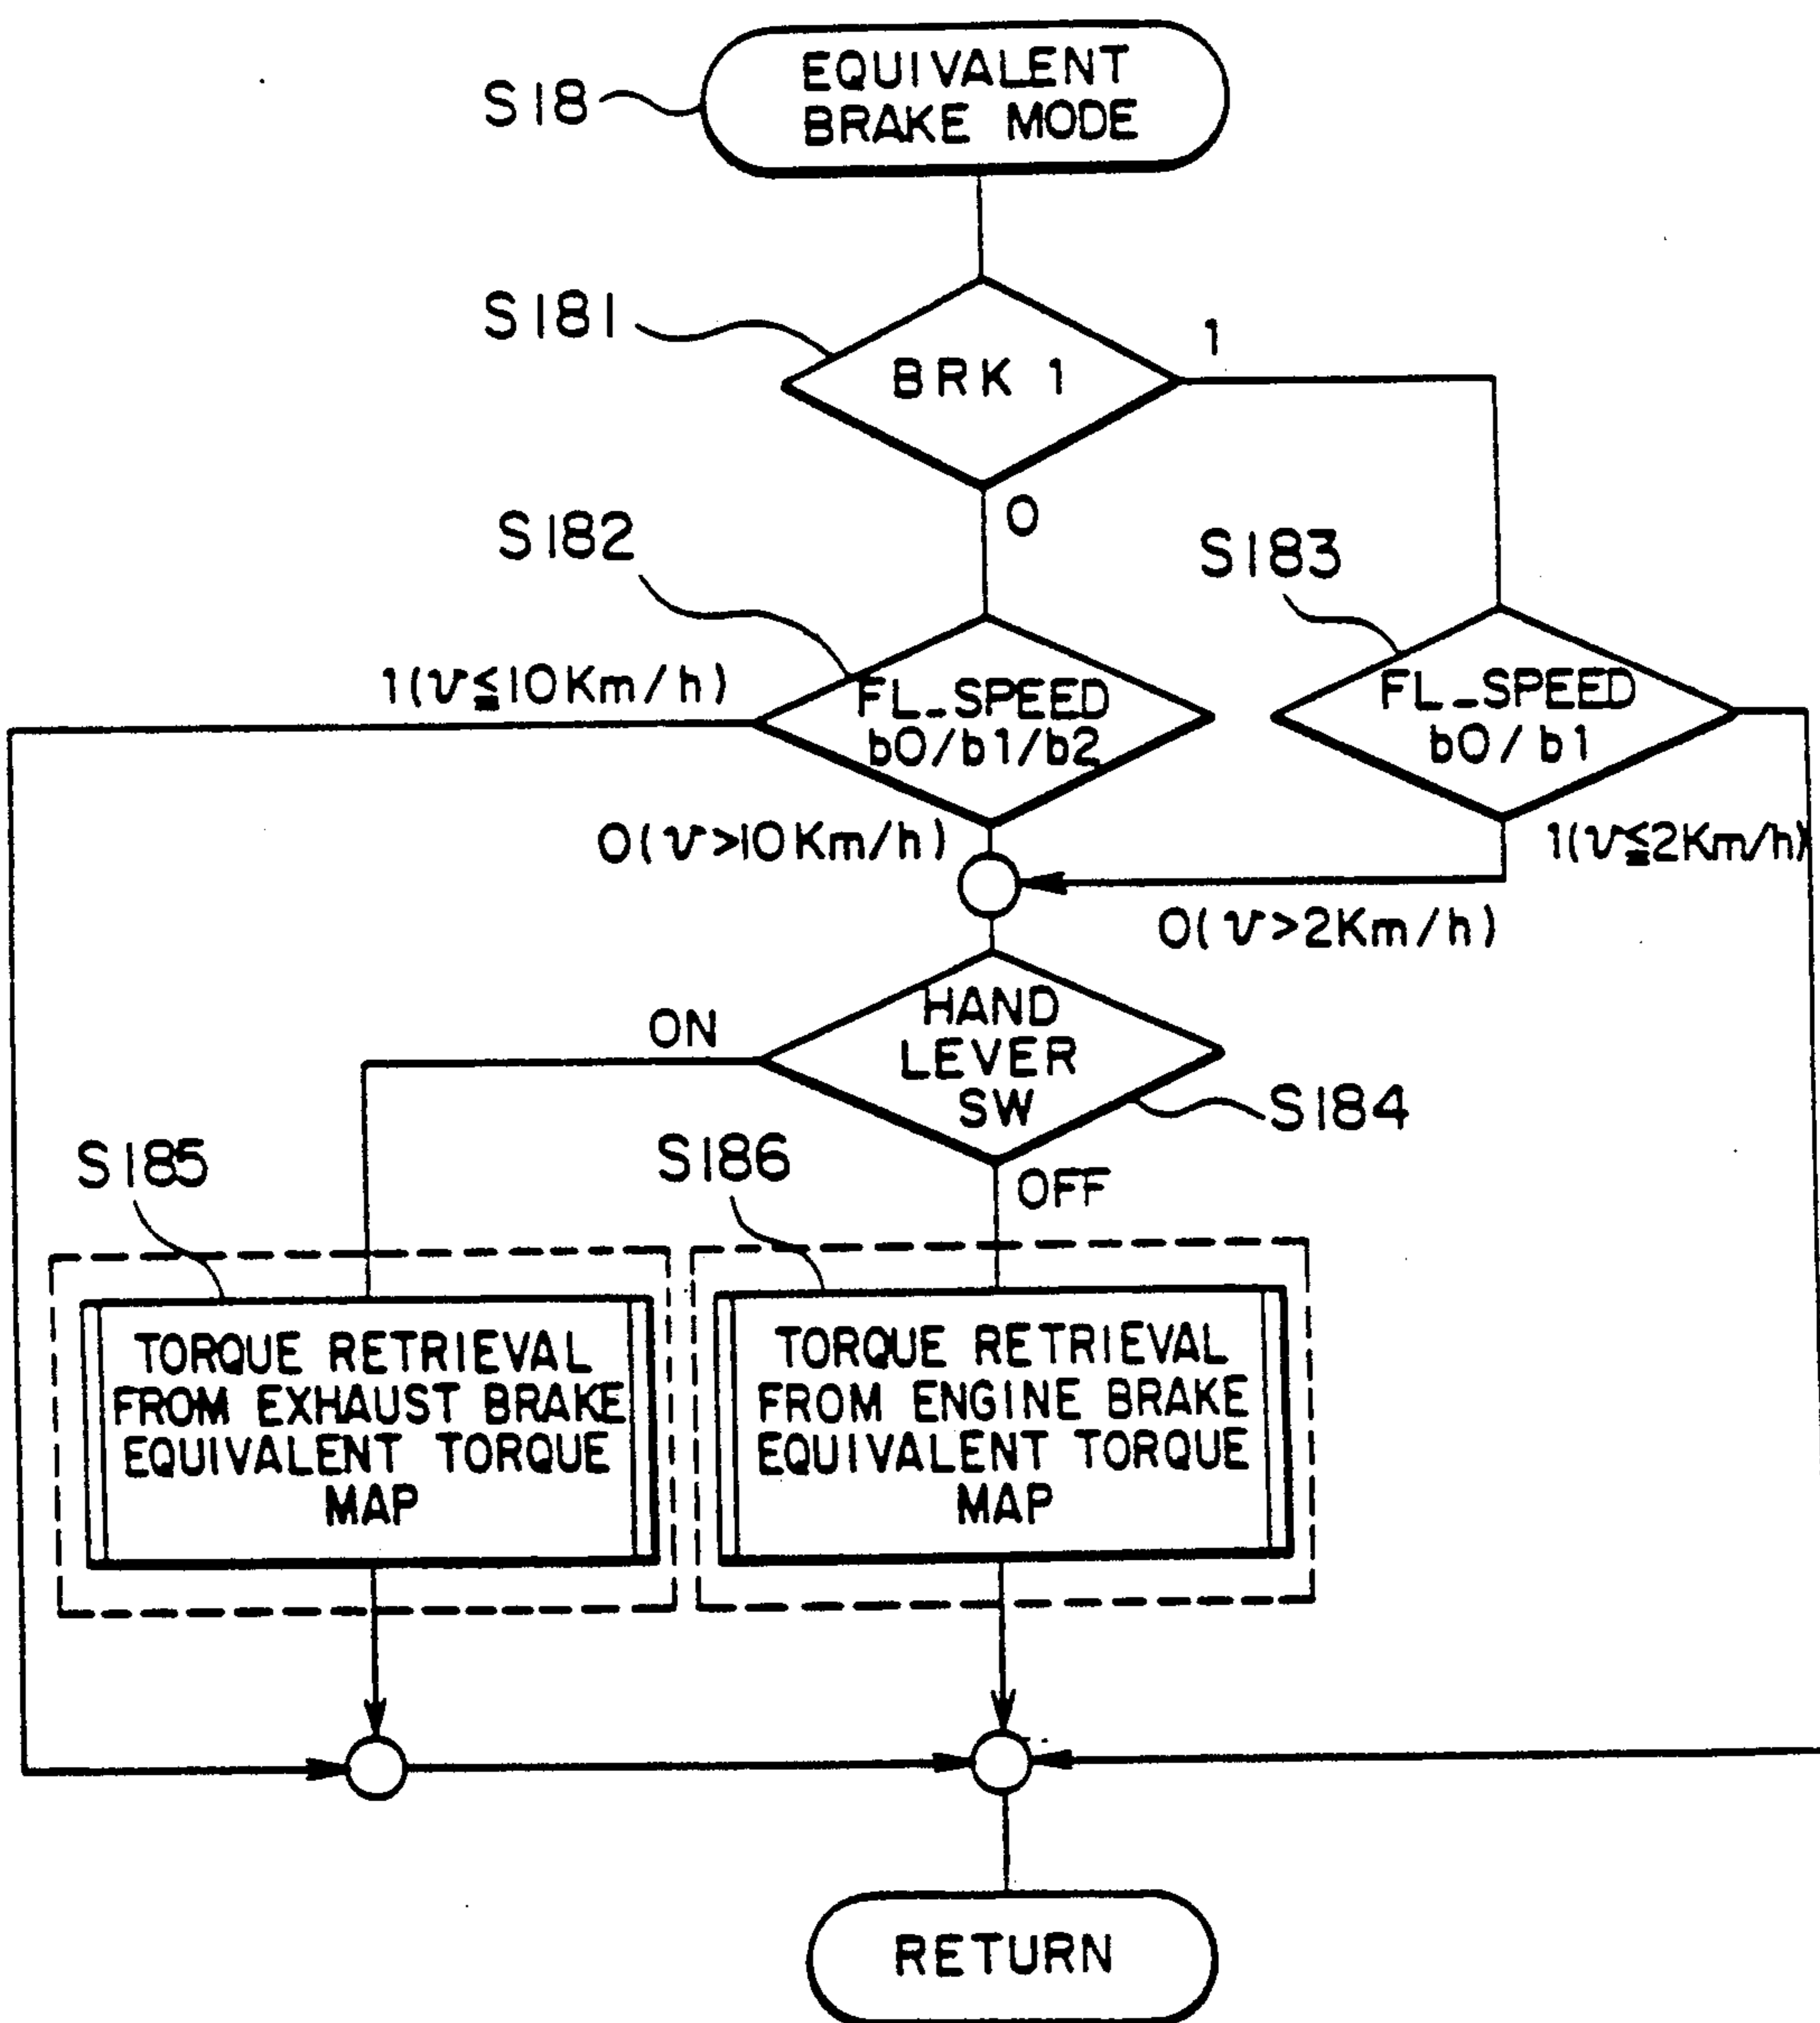 EQUIVALENT
BRAKE MODE
S18
S181
BRK 1
1
0
S182
S183
1(v≦10Km/h)
FL_SPEED
b0/b1/b2
FL_SPEED
b0/b1
0(v>10Km/h)
1(v≦2Km/h)
0(v>2Km/h)
ON
HAND
LEVER
SW
S184
S185
S186
OFF
TORQUE RETRIEVAL
FROM EXHAUST BRAKE
EQUIVALENT TORQUE
MAP
TORQUE RETRIEVAL
FROM ENGINE BRAKE
EQUIVALENT TORQUE
MAP
RETURN